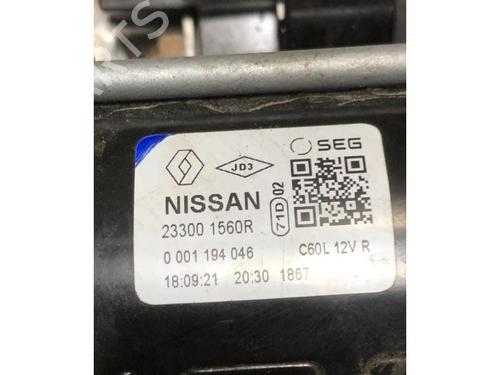 SEG
JD3
NISSAN
71D 02
23300 1560R
0 001 194 046
C60L 12V R
18:09:21 20:30 1867
PARTS